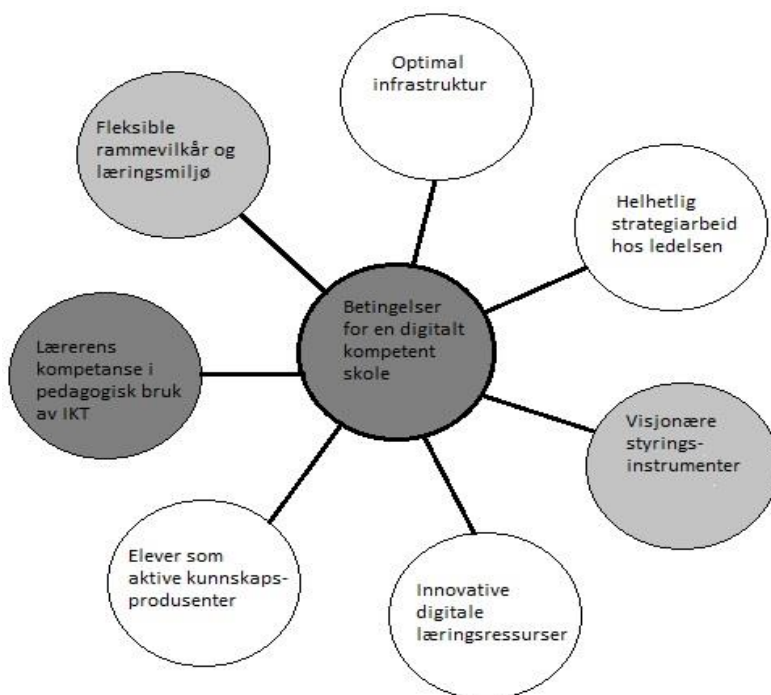 Optimal
infrastruktur
Fleksible
rammevilkår og
læringsmiljø
Helhetlig
strategiarbeid
hos ledelsen
Betingelser
for en digitalt
kompetent
skole
Lærerens
kompetanse i
pedagogisk bruk
av IKT
Visjonære
styrings-
instrumenter
Elever som
aktive kunnskaps-
produsenter
Innovative
digitale
læringsressurser